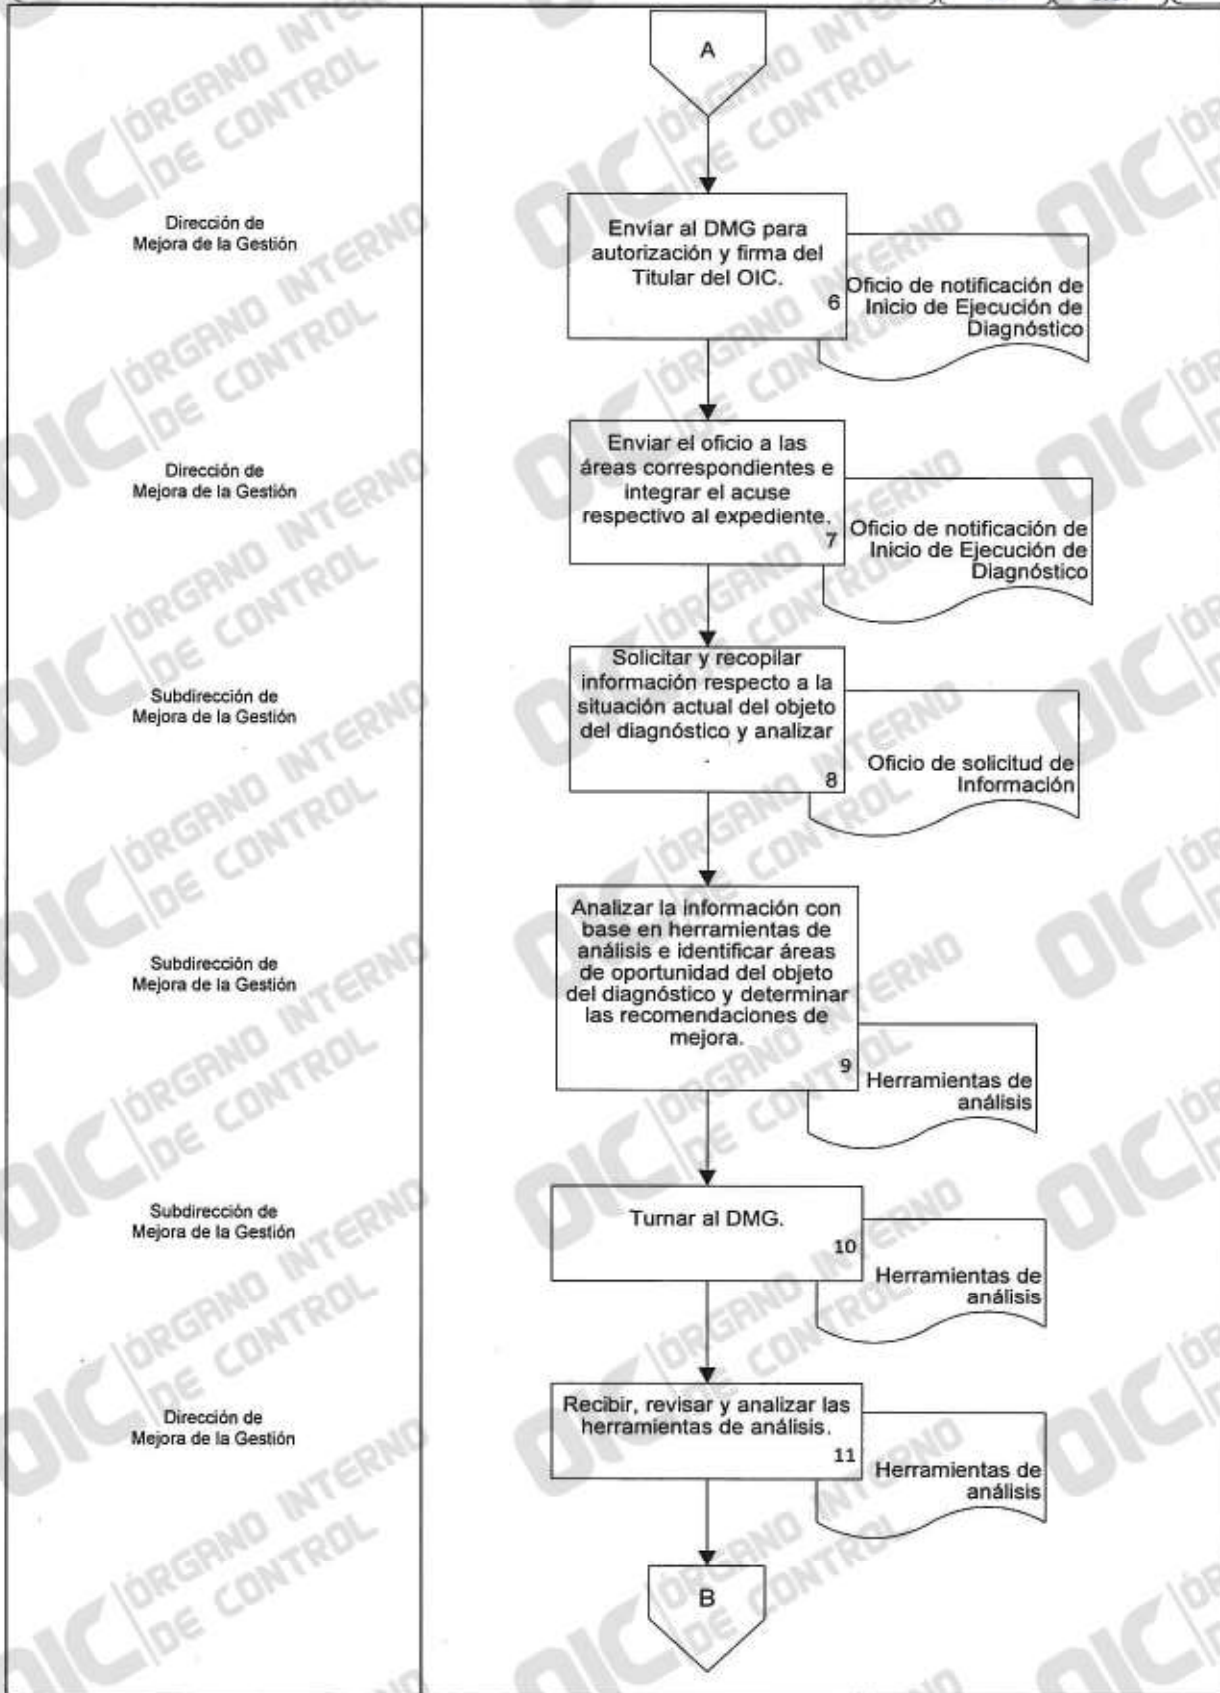 A
Dirección de
Mejora de la Gestión
Enviar al DMG para
autorización y firma del
Titular del OIC.
6
Oficio de notificación de
Inicio de Ejecución de
Diagnóstico
Dirección de
Mejora de la Gestión
Enviar el oficio a las
áreas correspondientes e
integrar el acuse
respectivo al expediente.
7
Oficio de notificación de
Inicio de Ejecución de
Diagnóstico
Subdirección de
Mejora de la Gestión
Solicitar y recopilar
información respecto a la
situación actual del objeto
del diagnóstico y analizar
8
Oficio de solicitud de
Información
Subdirección de
Mejora de la Gestión
Analizar la información con
base en herramientas de
análisis e identificar áreas
de oportunidad del objeto
del diagnóstico y determinar
las recomendaciones de
mejora.
9
Herramientas de
análisis
Subdirección de
Mejora de la Gestión
Turnar al DMG.
10
Herramientas de
análisis
Dirección de
Mejora de la Gestión
Recibir, revisar y analizar las
herramientas de análisis.
11
Herramientas de
análisis
B
OIC ÓRGANO INTERNO
DE CONTROL